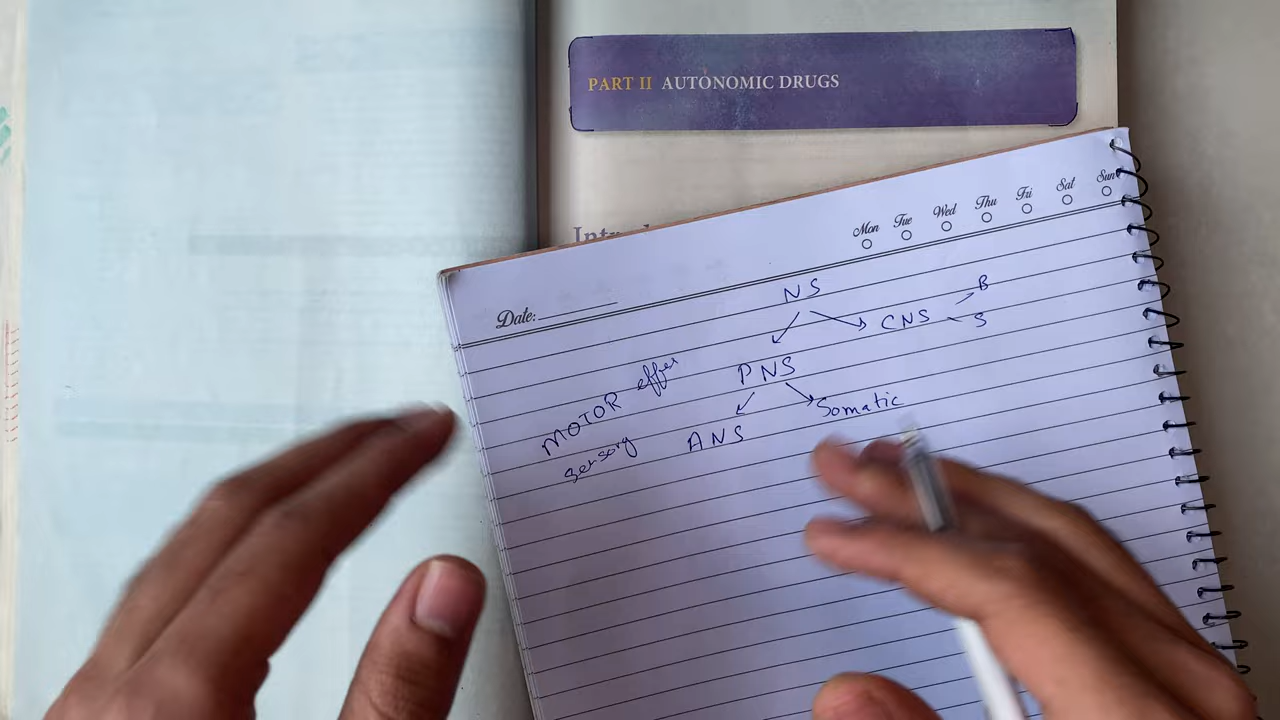 PART II AUTONOMIC DRUGS
Mon Tue Wed Thu Fri Sat Sun
Date:
NS
CNS
B
S
PNS
Somatic
ANS
MOTOR effer
sensory